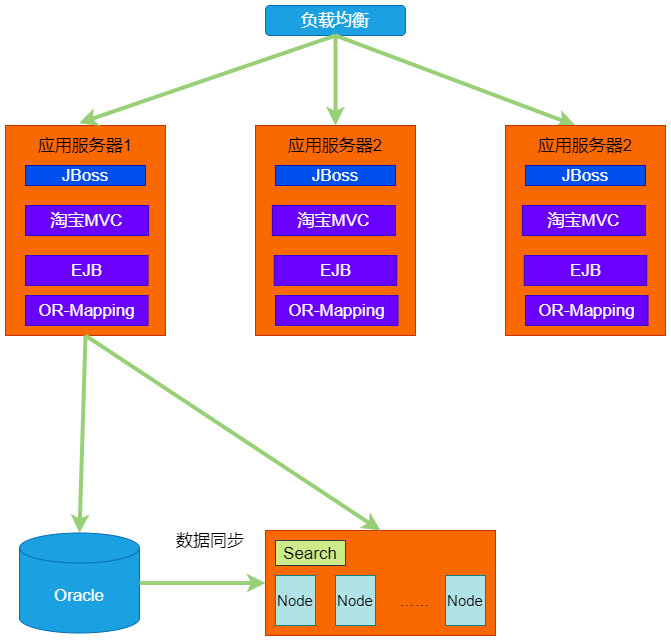 负载均衡
应用服务器1
JBoss
淘宝MVC
EJB
OR-Mapping
应用服务器2
JBoss
淘宝MVC
EJB
OR-Mapping
应用服务器2
JBoss
淘宝MVC
EJB
OR-Mapping
Oracle
数据同步
Search
Node
Node
……
Node